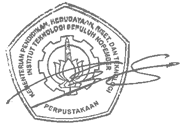 KEMENTERIAN PENDIDIKAN, KEBUDAYAAN, RISET DAN TEKNOLOGI
INSTITUT TEKNOLOGI SEPULUH NOPEMBER
PERPUSTAKAAN